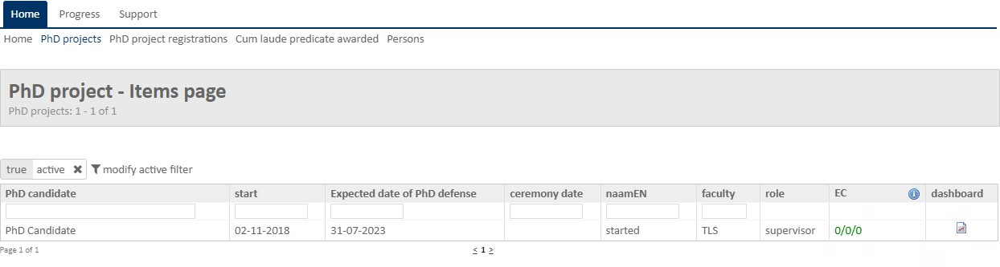 Home Progress Support
Home PhD projects PhD project registrations Cum laude predicate awarded Persons
PhD project - Items page
PhD projects: 1 - 1 of 1
true active ✖ modify active filter
PhD candidate start Expected date of PhD defense ceremony date naamEN faculty role EC i dashboard
PhD Candidate 02-11-2018 31-07-2023 started TLS supervisor 0/0/0
Page 1 of 1 < 1 >